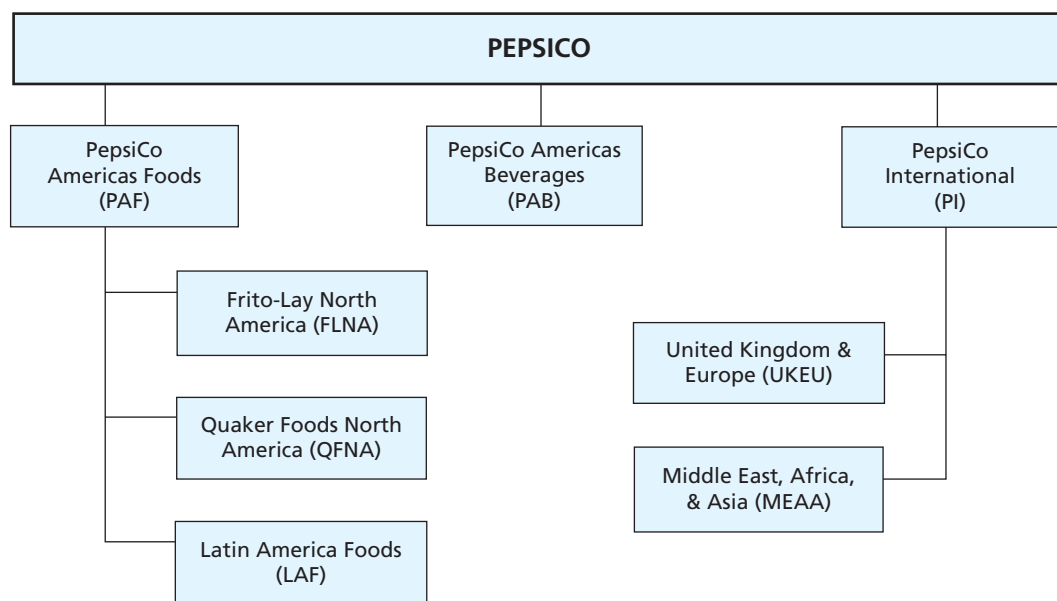 PEPSICO
PepsiCo
Americas Foods
(PAF)
PepsiCo Americas
Beverages
(PAB)
PepsiCo
International
(PI)
Frito-Lay North
America (FLNA)
Quaker Foods North
America (QFNA)
Latin America Foods
(LAF)
United Kingdom &
Europe (UKEU)
Middle East, Africa,
& Asia (MEAA)